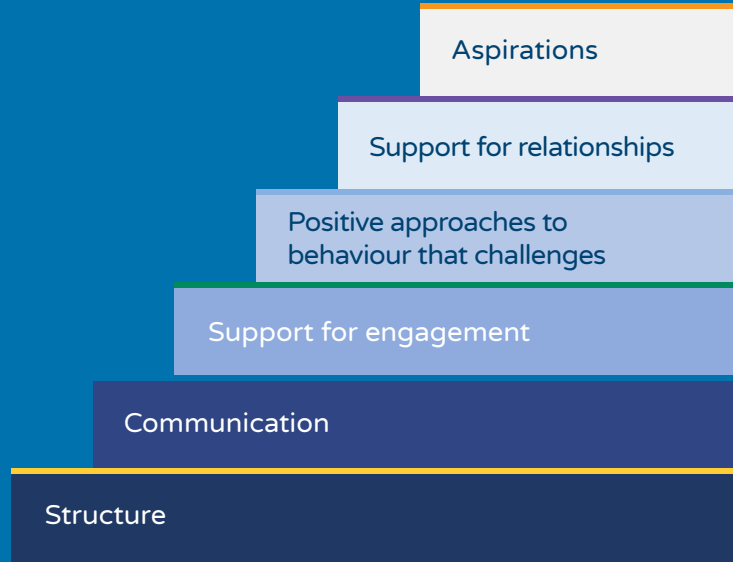 Aspirations
Support for relationships
Positive approaches to
behaviour that challenges
Support for engagement
Communication
Structure